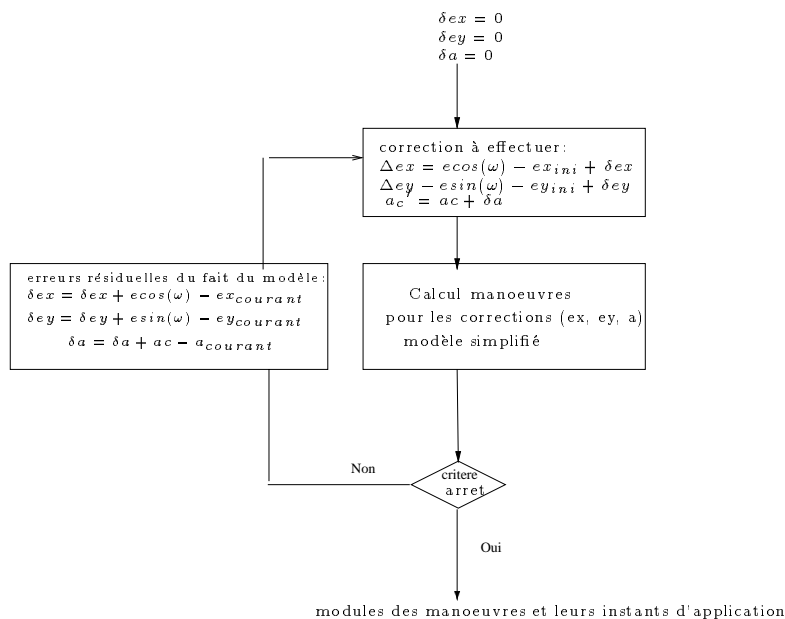 δex = 0
δey = 0
δa = 0
correction à effectuer:
Δex = ecos(ω) − ex_ini + δex
Δey − esin(ω) − ey_ini + δey
a_c' = ac + δa
erreurs résiduelles du fait du modèle:
δex = δex + ecos(ω) − ex_courant
δey = δey + esin(ω) − ey_courant
δa = δa + ac − a_courant
Calcul manoeuvres
pour les corrections (ex, ey, a)
modèle simplifié
Non
critere
arret
Oui
modules des manoeuvres et leurs instants d'application